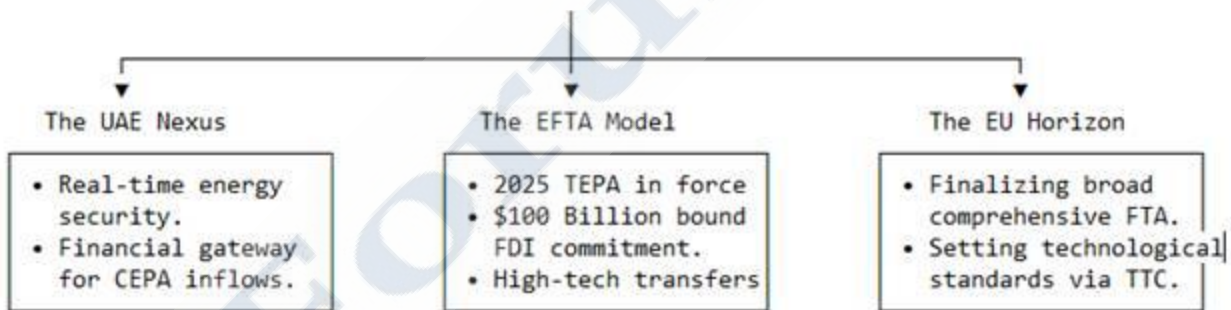 The UAE Nexus
• Real-time energy
security.
• Financial gateway
for CEPA inflows.
The EFTA Model
• 2025 TEPA in force
• $100 Billion bound
FDI commitment.
• High-tech transfers
The EU Horizon
• Finalizing broad
comprehensive FTA.
• Setting technological
standards via TTC.